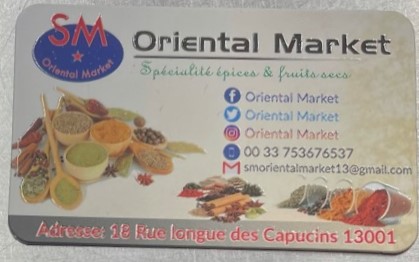 SM
Oriental Market
Oriental Market
Spécialité épices & fruits secs
Oriental Market
Oriental Market
Oriental Market
00 33 753676537
smorientalmarket13@gmail.com
Adresse: 18 Rue longue des Capucins 13001